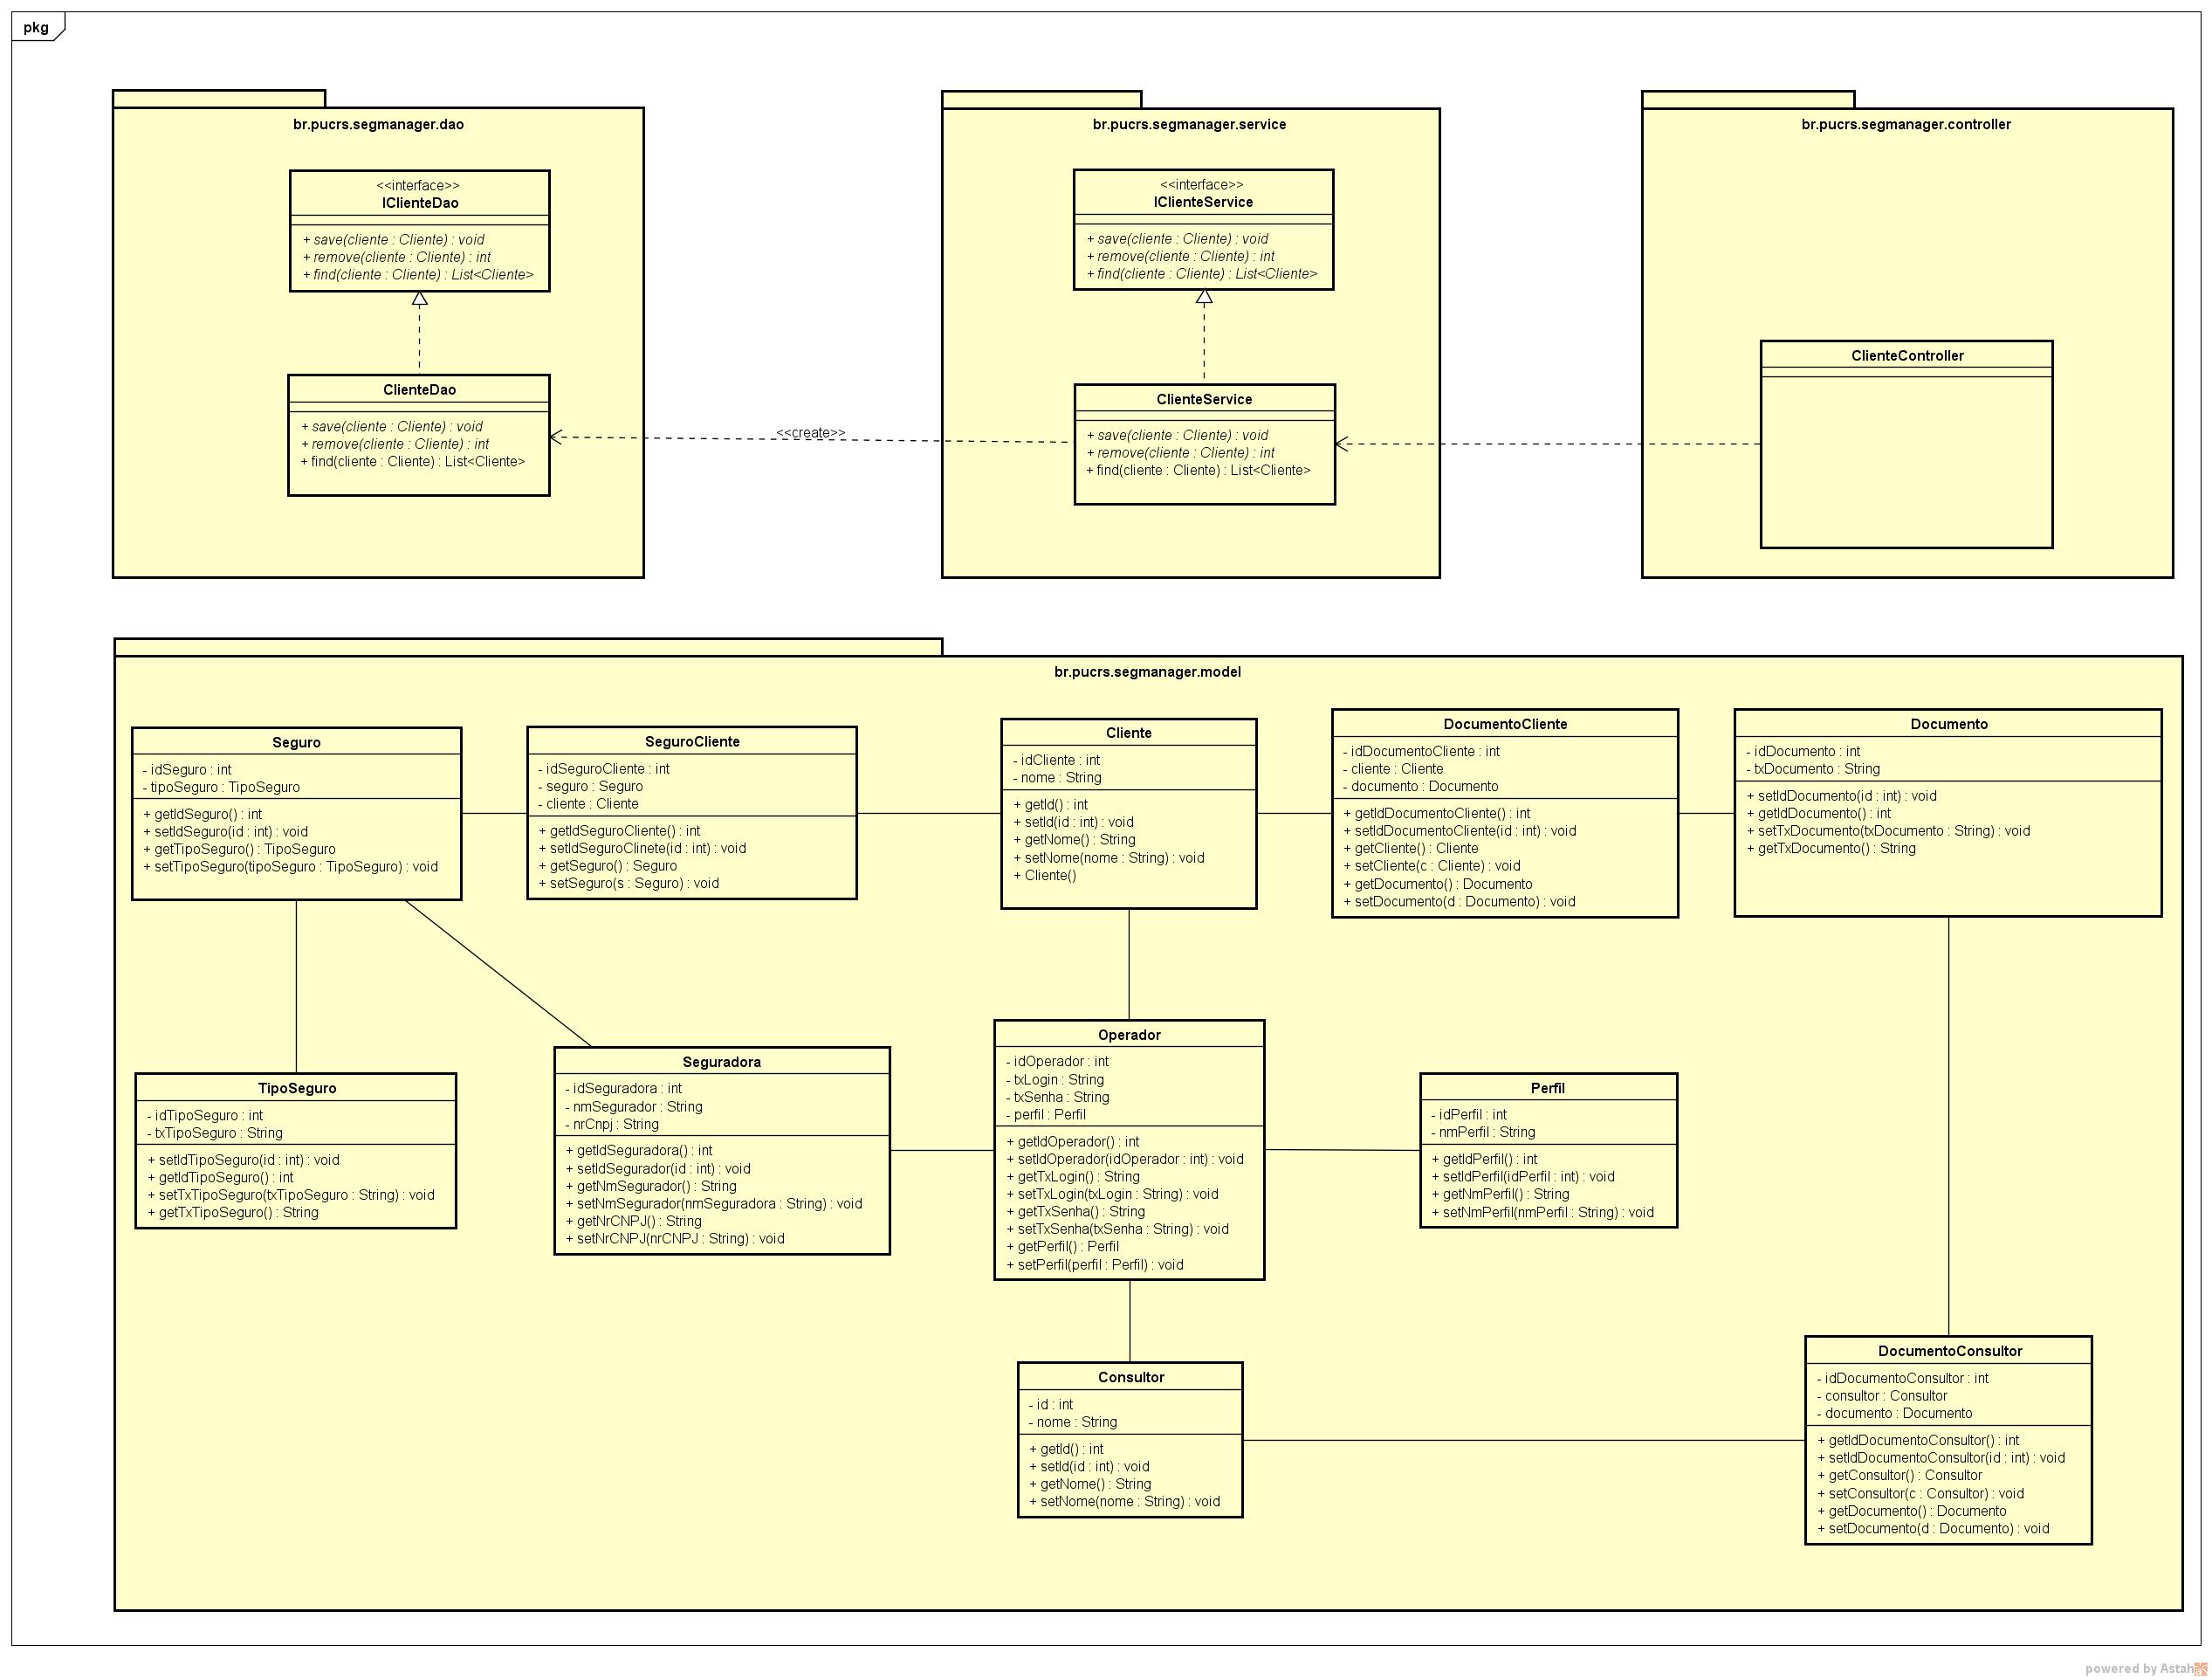 pkg
br.pucrs.segmanager.dao
<<interface>>
IClienteDao
+ save(cliente : Cliente) : void
+ remove(cliente : Cliente) : int
+ find(cliente : Cliente) : List<Cliente>
ClienteDao
+ save(cliente : Cliente) : void
+ remove(cliente : Cliente) : int
+ find(cliente : Cliente) : List<Cliente>
<<create>>
br.pucrs.segmanager.service
<<interface>>
IClienteService
+ save(cliente : Cliente) : void
+ remove(cliente : Cliente) : int
+ find(cliente : Cliente) : List<Cliente>
ClienteService
+ save(cliente : Cliente) : void
+ remove(cliente : Cliente) : int
+ find(cliente : Cliente) : List<Cliente>
br.pucrs.segmanager.controller
ClienteController
br.pucrs.segmanager.model
Seguro
- idSeguro : int
- tipoSeguro : TipoSeguro
+ getIdSeguro() : int
+ setIdSeguro(id : int) : void
+ getTipoSeguro() : TipoSeguro
+ setTipoSeguro(tipoSeguro : TipoSeguro) : void
SeguroCliente
- idSeguroCliente : int
- seguro : Seguro
- cliente : Cliente
+ getIdSeguroCliente() : int
+ setIdSeguroClinete(id : int) : void
+ getSeguro() : Seguro
+ setSeguro(s : Seguro) : void
Cliente
- idCliente : int
- nome : String
+ getId() : int
+ setId(id : int) : void
+ getNome() : String
+ setNome(nome : String) : void
+ Cliente()
DocumentoCliente
- idDocumentoCliente : int
- cliente : Cliente
- documento : Documento
+ getIdDocumentoCliente() : int
+ setIdDocumentoCliente(id : int) : void
+ getCliente() : Cliente
+ setCliente(c : Cliente) : void
+ getDocumento() : Documento
+ setDocumento(d : Documento) : void
Documento
- idDocumento : int
- txDocumento : String
+ setIdDocumento(id : int) : void
+ getIdDocumento() : int
+ setTxDocumento(txDocumento : String) : void
+ getTxDocumento() : String
TipoSeguro
- idTipoSeguro : int
- txTipoSeguro : String
+ setIdTipoSeguro(id : int) : void
+ getIdTipoSeguro() : int
+ setTxTipoSeguro(txTipoSeguro : String) : void
+ getTxTipoSeguro() : String
Seguradora
- idSeguradora : int
- nmSegurador : String
- nrCnpj : String
+ getIdSeguradora() : int
+ setIdSegurador(id : int) : void
+ getNmSegurador() : String
+ setNmSegurador(nmSeguradora : String) : void
+ getNrCNPJ() : String
+ setNrCNPJ(nrCNPJ : String) : void
Operador
- idOperador : int
- txLogin : String
- txSenha : String
- perfil : Perfil
+ getIdOperador() : int
+ setIdOperador(idOperador : int) : void
+ getTxLogin() : String
+ setTxLogin(txLogin : String) : void
+ getTxSenha() : String
+ setTxSenha(txSenha : String) : void
+ getPerfil() : Perfil
+ setPerfil(perfil : Perfil) : void
Perfil
- idPerfil : int
- nmPerfil : String
+ getIdPerfil() : int
+ setIdPerfil(idPerfil : int) : void
+ getNmPerfil() : String
+ setNmPerfil(nmPerfil : String) : void
Consultor
- id : int
- nome : String
+ getId() : int
+ setId(id : int) : void
+ getNome() : String
+ setNome(nome : String) : void
DocumentoConsultor
- idDocumentoConsultor : int
- consultor : Consultor
- documento : Documento
+ getIdDocumentoConsultor() : int
+ setIdDocumentoConsultor(id : int) : void
+ getConsultor() : Consultor
+ setConsultor(c : Consultor) : void
+ getDocumento() : Documento
+ setDocumento(d : Documento) : void
powered by Astah